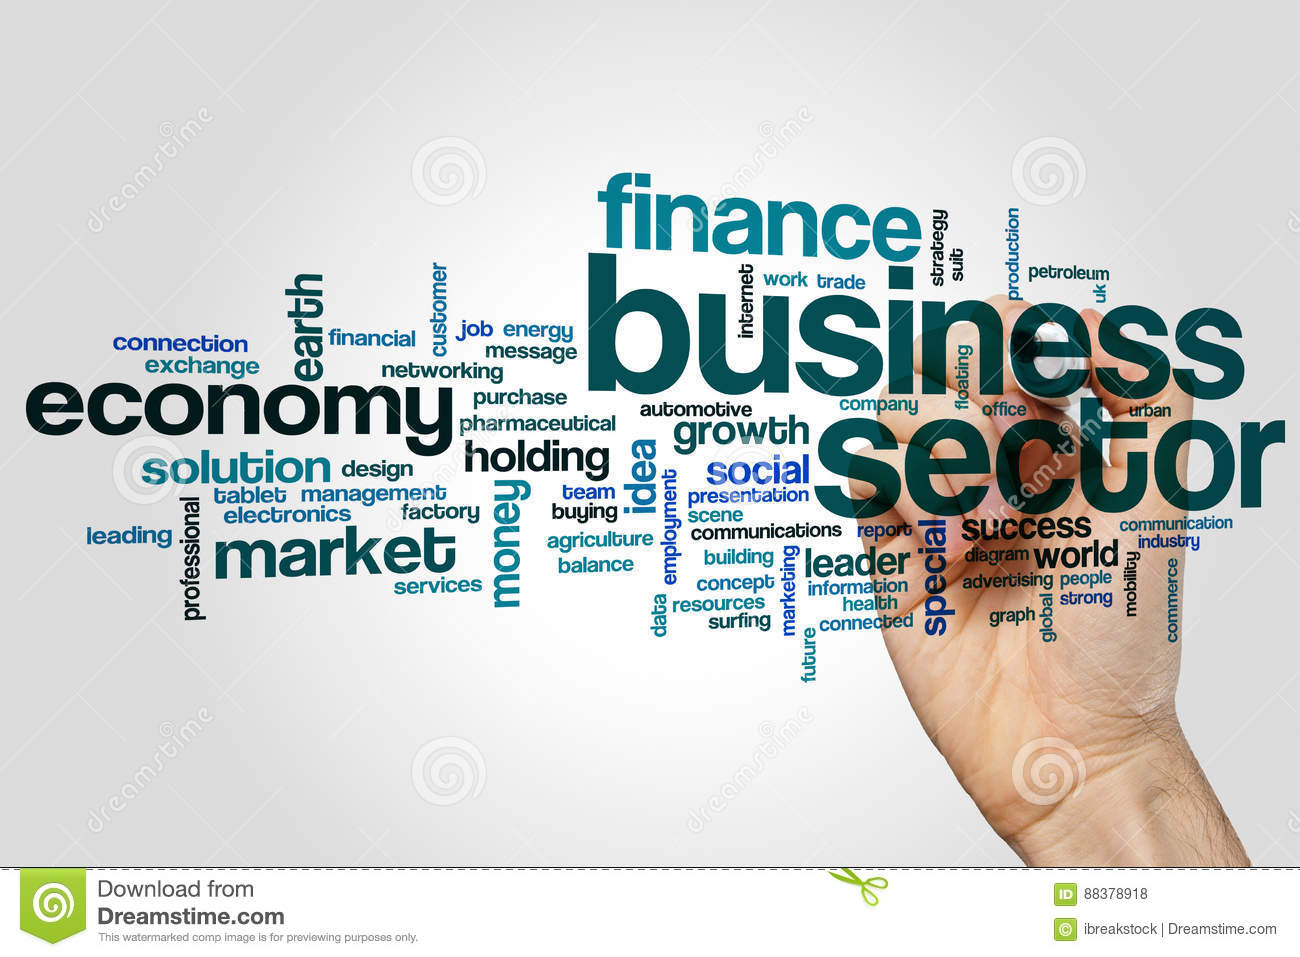 finance
business
sector
economy
market
strategy
suit
production
petroleum
uk
internet
work
trade
customer
earth
financial
job
energy
message
connection
exchange
networking
purchase
pharmaceutical
automotive
growth
company
floating
office
urban
solution
design
holding
idea
social
presentation
tablet
management
electronics
factory
team
buying
employment
scene
communications
report
success
communication
industry
leading
professional
services
money
agriculture
balance
building
concept
marketing
leader
special
diagram
world
information
advertising
people
mobility
commerce
data
resources
surfing
health
connected
strong
graph
global
future
dreamstime
dreamstime
dreamstime
dreamstime
dreamstime
dreamstime
Download from
Dreamstime.com
This watermarked comp image is for previewing purposes only.
ID 88378918
© ibreakstock | Dreamstime.com